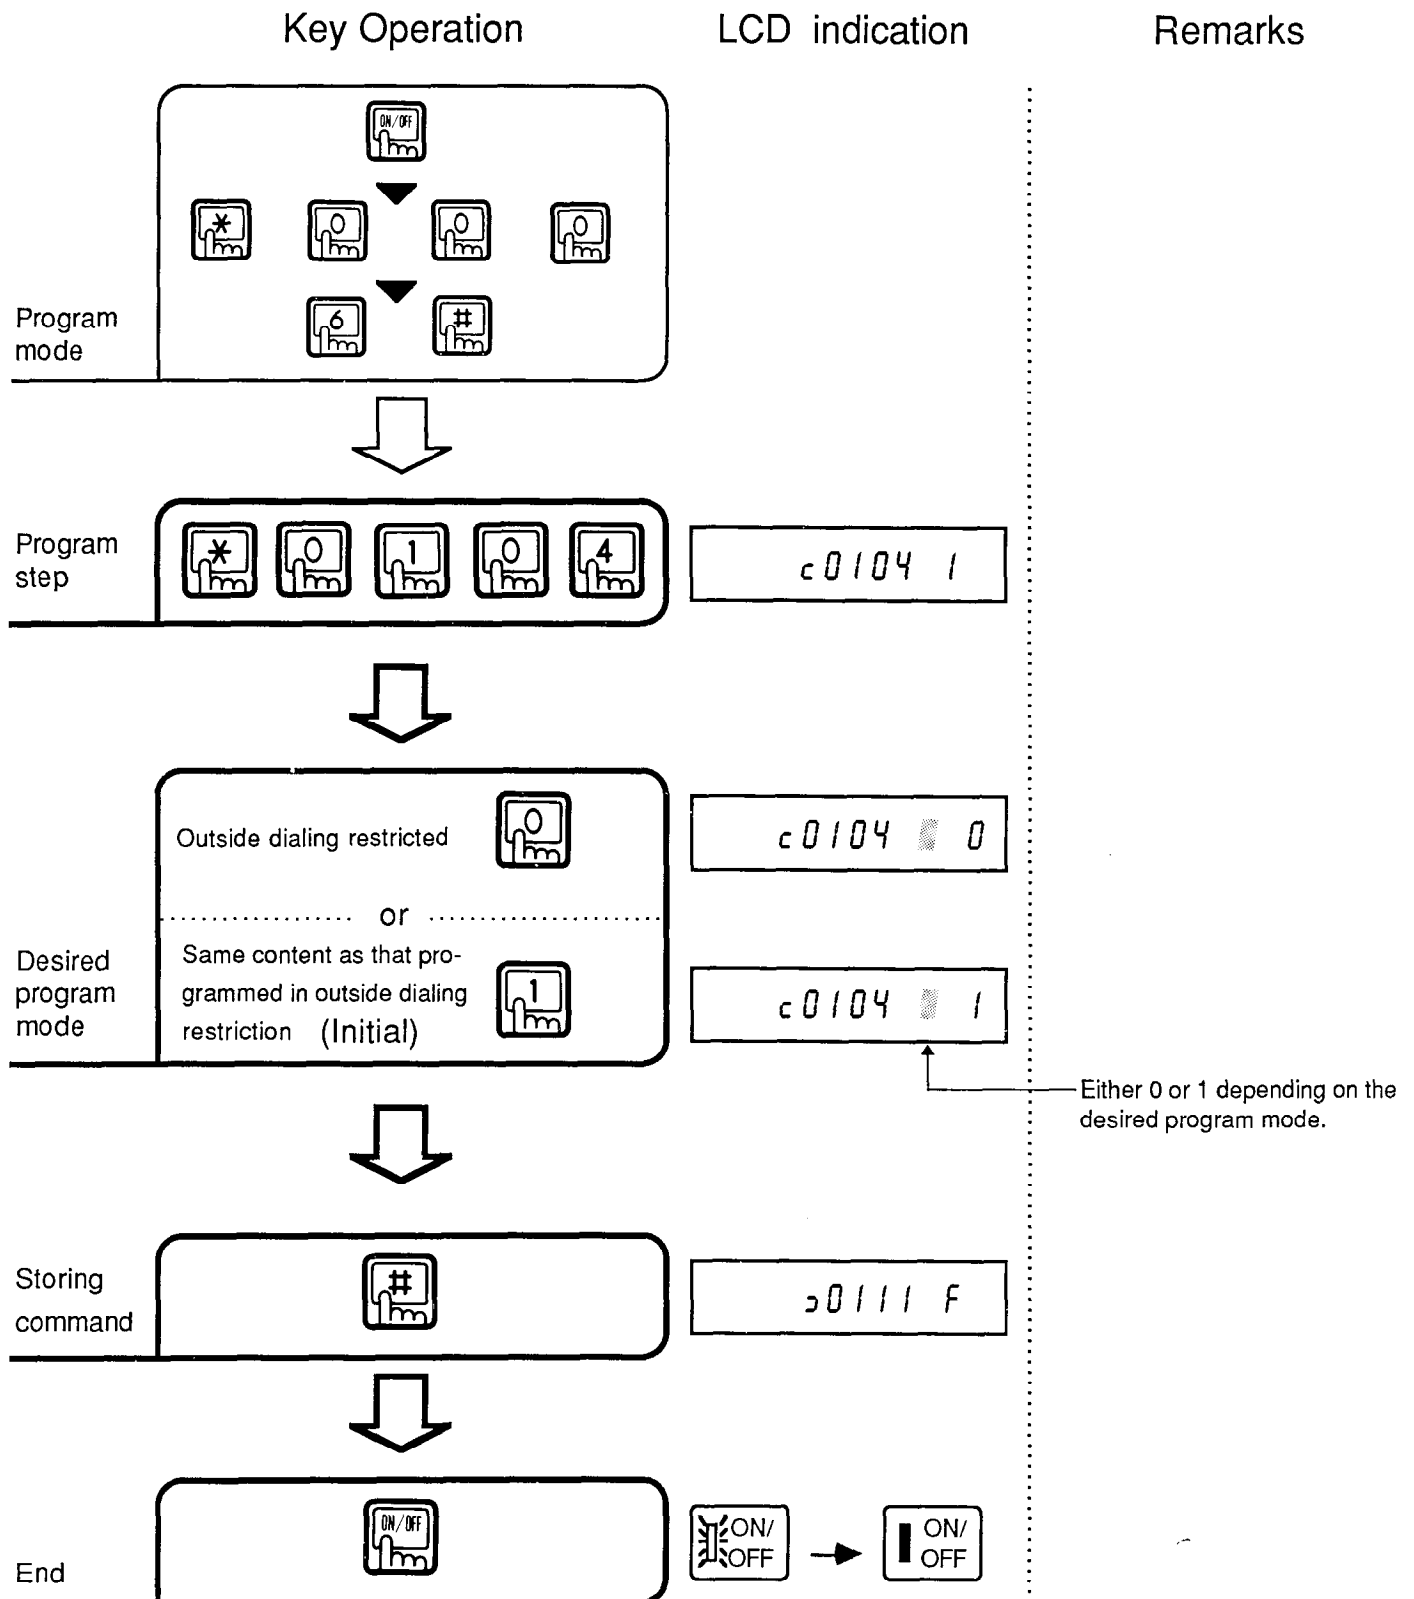 Key Operation LCD indication Remarks
ON/OFF
* 0 0 0
6 #
Program
mode
Program
step
* 0 1 0 4
c0104 1
Outside dialing restricted
0
c0104 0
or
Desired
program
mode
Same content as that pro-
grammed in outside dialing
restriction (Initial)
1
c0104 1
Either 0 or 1 depending on the
desired program mode.
Storing
command
#
ɔ0111 F
End
ON/OFF
ON/
OFF
ON/
OFF